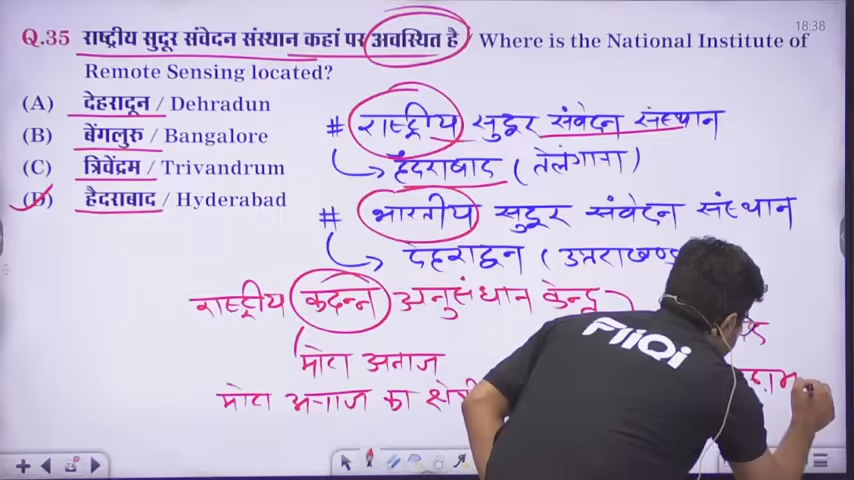 18:38
Q.35 राष्ट्रीय सुदूर संवेदन संस्थान कहां पर अवस्थित है / Where is the National Institute of
Remote Sensing located?
(A) देहरादून / Dehradun
(B) बेंगलुरु / Bangalore
(C) त्रिवेंद्रम / Trivandrum
(D) हैदराबाद / Hyderabad
# राष्ट्रीय सुदूर संवेदन संस्थान
हैदराबाद (तेलंगाना)
# भारतीय सुदूर संवेदन संस्थान
देहरादून (उत्तराखण्ड
राष्ट्रीय कदन्न अनुसंधान केन्द्र
मोटा अनाज
मोटा अनाज का
FliQi